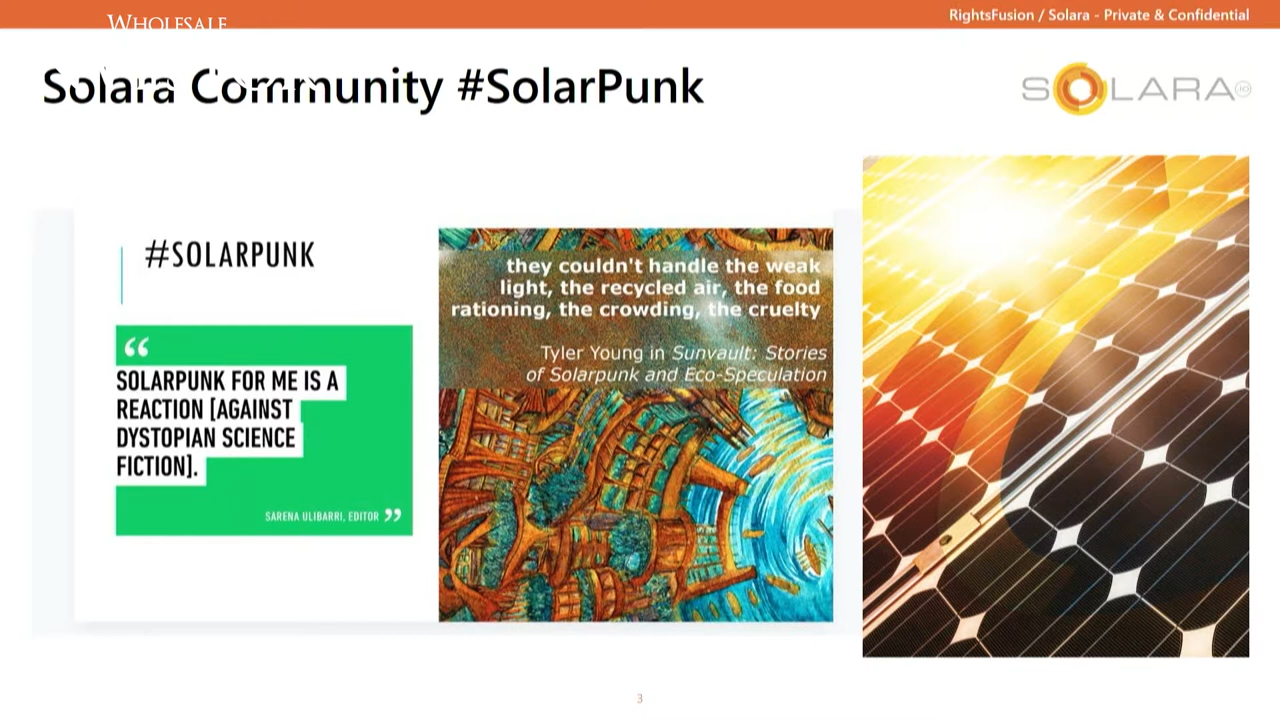 RightsFusion / Solara - Private & Confidential
WHOLESALE
Solara Community #SolarPunk
SOLARA.IO
#SOLARPUNK
“
SOLARPUNK FOR ME IS A
REACTION [AGAINST
DYSTOPIAN SCIENCE
FICTION].
SARENA ULIBARRI, EDITOR ”
they couldn't handle the weak
light, the recycled air, the food
rationing, the crowding, the cruelty
Tyler Young in Sunvault: Stories
of Solarpunk and Eco-Speculation
3